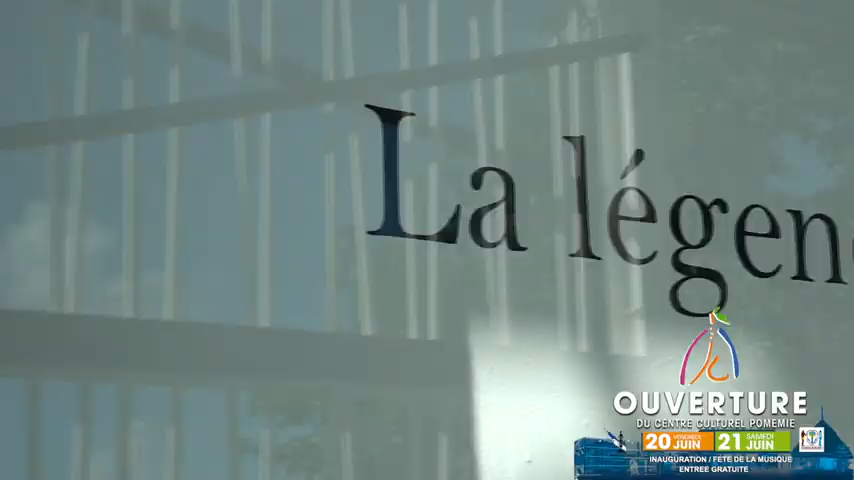 La légen
OUVERTURE
DU CENTRE CULTUREL POMEMIE
20 VENDREDI JUIN 21 SAMEDI JUIN
INAUGURATION / FÊTE DE LA MUSIQUE
ENTREE GRATUITE